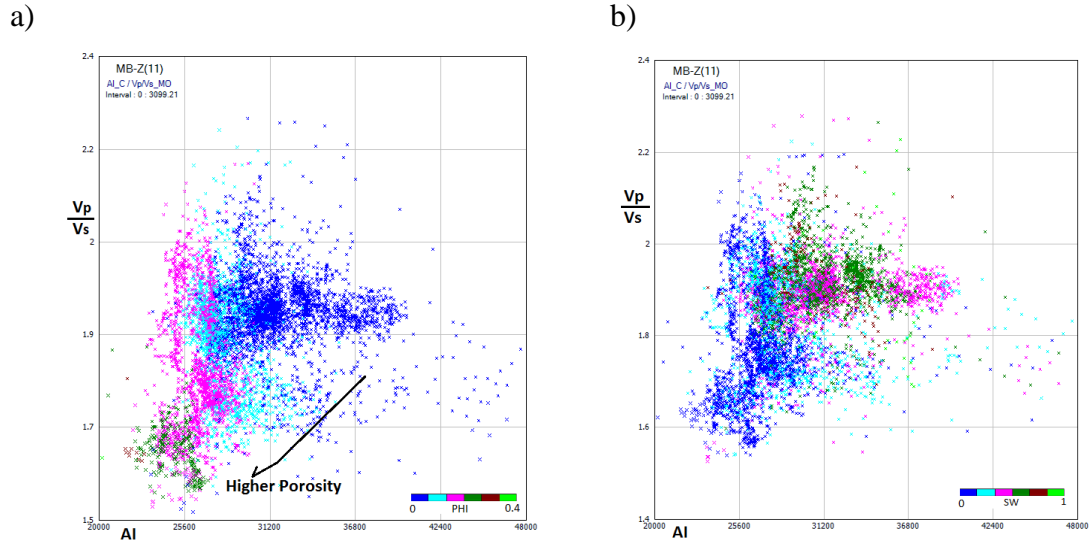 a)
2.4
MB-Z(11)
AI_C / Vp/Vs_MO
Interval : 0 : 3099.21
2.2
Vp
Vs
2
1.9
1.8
1.7
Higher Porosity
0 PHI 0.4
1.5
20000 25600 31200 36800 42400 48000
AI
b)
2.4
MB-Z(11)
AI_C / Vp/Vs_MO
Interval : 0 : 3099.21
2.2
Vp
Vs
2
1.8
1.6
0 SW 1
1.4
20000 25600 31200 36800 42400 48000
AI